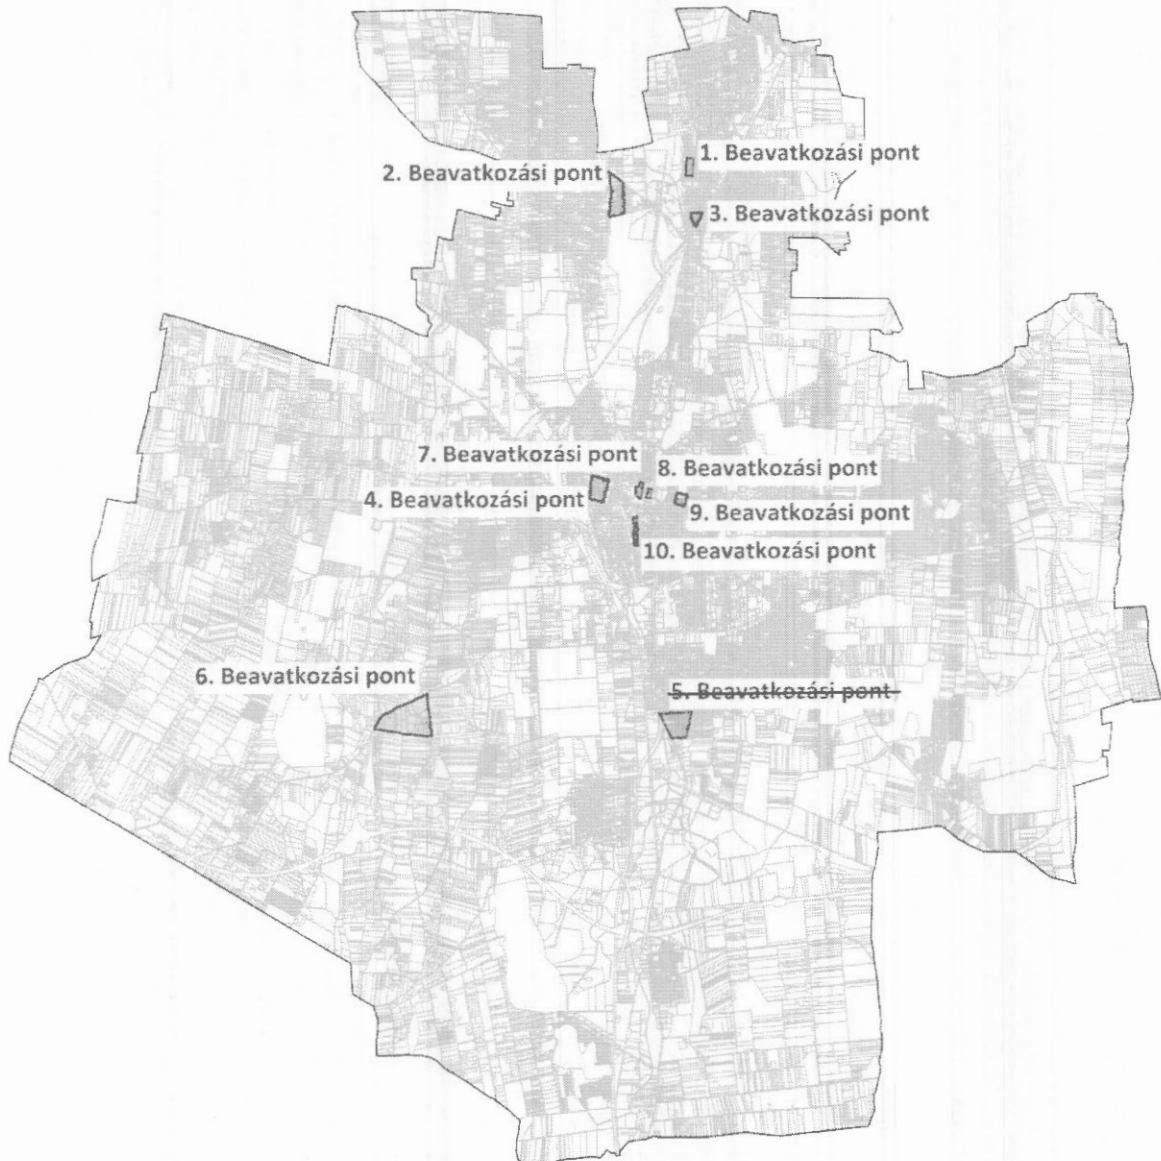 1. Beavatkozási pont
2. Beavatkozási pont
3. Beavatkozási pont
7. Beavatkozási pont
8. Beavatkozási pont
4. Beavatkozási pont
9. Beavatkozási pont
10. Beavatkozási pont
6. Beavatkozási pont
5. Beavatkozási pont